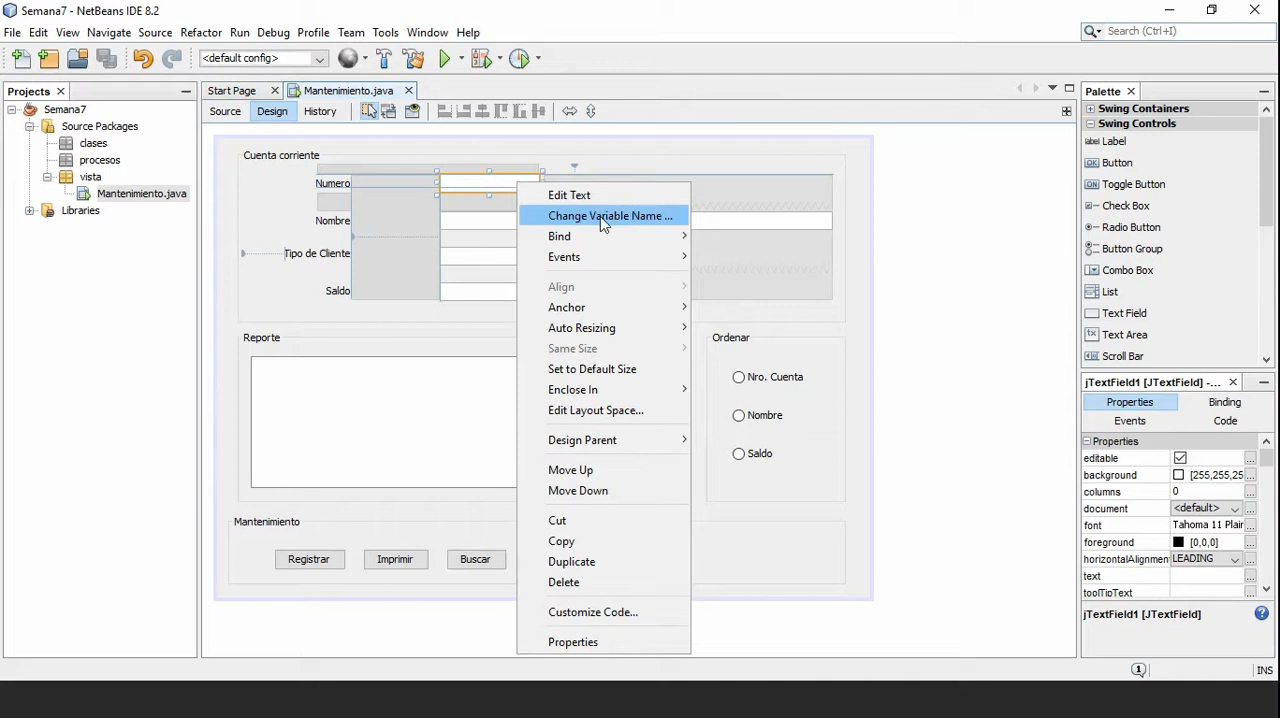 Semana7 - NetBeans IDE 8.2
File Edit View Navigate Source Refactor Run Debug Profile Team Tools Window Help
Search (Ctrl+I)
<default config>
Projects
Start Page
Mantenimiento.java
Palette
Semana7
Source Packages
clases
procesos
vista
Mantenimiento.java
Libraries
Source Design History
Cuenta corriente
Numero
Nombre
Tipo de Cliente
Saldo
Reporte
Ordenar
Nro. Cuenta
Nombre
Saldo
Mantenimiento
Registrar Imprimir Buscar
Edit Text
Change Variable Name ...
Bind
Events
Align
Anchor
Auto Resizing
Same Size
Set to Default Size
Enclose In
Edit Layout Space...
Design Parent
Move Up
Move Down
Cut
Copy
Duplicate
Delete
Customize Code...
Properties
Swing Containers
Swing Controls
label Label
Button
Toggle Button
Check Box
Radio Button
Button Group
Combo Box
List
Text Field
Text Area
Scroll Bar
jTextField1 [JTextField] -...
Properties Binding
Events Code
Properties
editable
background [255,255,25 ...
columns 0 ...
document <default> ...
font Tahoma 11 Plain ...
foreground [0,0,0] ...
horizontalAlignment LEADING ...
text ...
toolTipText ...
jTextField1 [JTextField]
1
INS